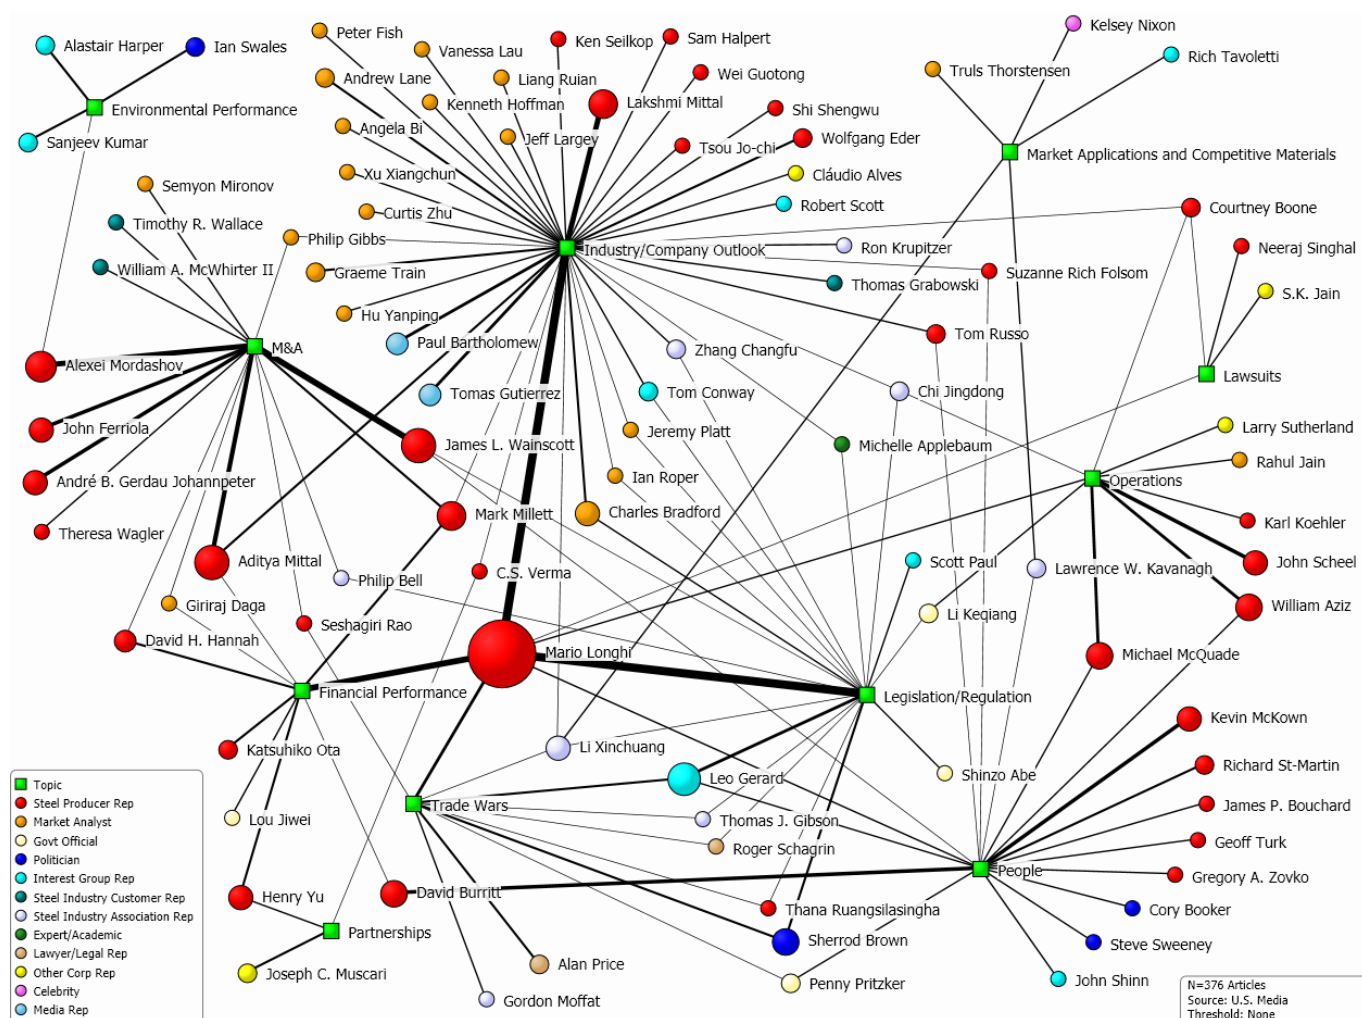 Peter Fish
Kelsey Nixon
Alastair Harper
Ian Swales
Vanessa Lau
Ken Seilkop
Sam Halpert
Rich Tavoletti
Andrew Lane
Liang Ruian
Wei Guotong
Truls Thorstensen
Kenneth Hoffman
Lakshmi Mittal
Environmental Performance
Shi Shengwu
Angela Bi
Jeff Largey
Tsou Jo-chi
Wolfgang Eder
Sanjeev Kumar
Market Applications and Competitive Materials
Xu Xiangchun
Cláudio Alves
Semyon Mironov
Robert Scott
Curtis Zhu
Courtney Boone
Timothy R. Wallace
Philip Gibbs
Industry/Company Outlook
Ron Krupitzer
Neeraj Singhal
William A. McWhirter II
Graeme Train
Suzanne Rich Folsom
Thomas Grabowski
S.K. Jain
Hu Yanping
Tom Russo
M&A
Paul Bartholomew
Zhang Changfu
Alexei Mordashov
Lawsuits
Tomas Gutierrez
Tom Conway
Chi Jingdong
John Ferriola
Jeremy Platt
Larry Sutherland
James L. Wainscott
Michelle Applebaum
Rahul Jain
Ian Roper
André B. Gerdau Johannpeter
Operations
Mark Millett
Charles Bradford
Karl Koehler
Theresa Wagler
Aditya Mittal
C.S. Verma
Scott Paul
Lawrence W. Kavanagh
John Scheel
Philip Bell
Giriraj Daga
Li Keqiang
William Aziz
Seshagiri Rao
David H. Hannah
Mario Longhi
Michael McQuade
Financial Performance
Legislation/Regulation
Kevin McKown
Katsuhiko Ota
Li Xinchuang
Richard St-Martin
Leo Gerard
Shinzo Abe
Trade Wars
James P. Bouchard
Lou Jiwei
Thomas J. Gibson
Geoff Turk
Roger Schagrin
People
Gregory A. Zovko
Henry Yu
David Burritt
Thana Ruangsilasingha
Cory Booker
Partnerships
Sherrod Brown
Steve Sweeney
Joseph C. Muscari
Alan Price
Penny Pritzker
John Shinn
Gordon Moffat
Topic
Steel Producer Rep
Market Analyst
Govt Official
Politician
Interest Group Rep
Steel Industry Customer Rep
Steel Industry Association Rep
Expert/Academic
Lawyer/Legal Rep
Other Corp Rep
Celebrity
Media Rep
N=376 Articles
Source: U.S. Media
Threshold: None